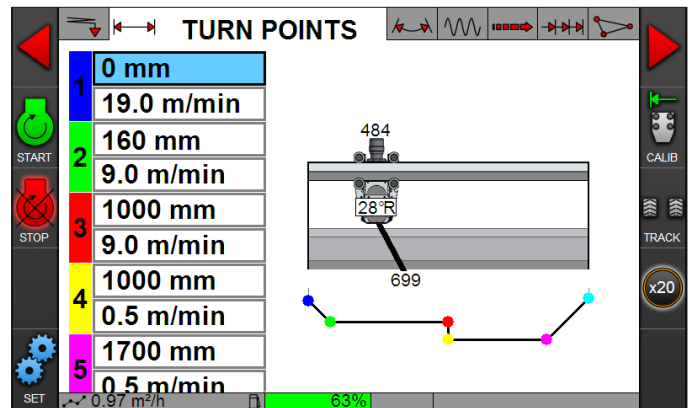 TURN POINTS
1
0 mm
19.0 m/min
2
160 mm
9.0 m/min
3
1000 mm
9.0 m/min
4
1000 mm
0.5 m/min
5
1700 mm
0.5 m/min
START
STOP
SET
484
28°R
699
CALIB
TRACK
x20
0.97 m²/h
63%